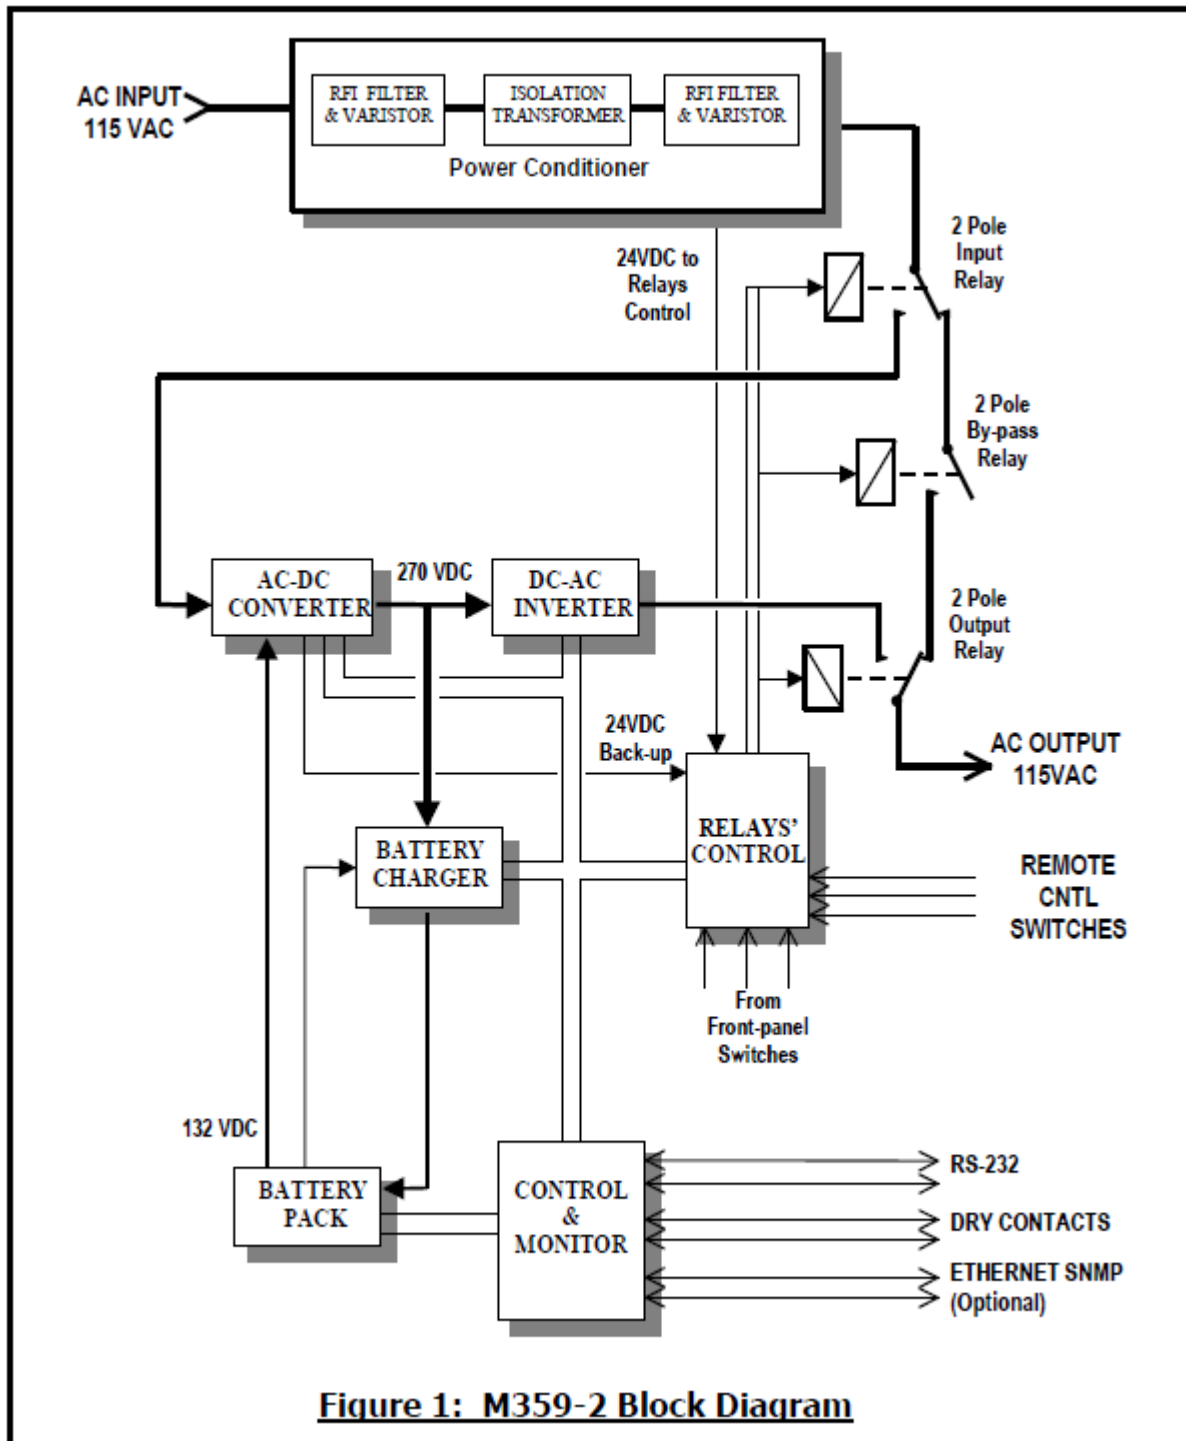 AC INPUT
115 VAC
RFI FILTER
& VARISTOR
ISOLATION
TRANSFORMER
RFI FILTER
& VARISTOR
Power Conditioner
24VDC to
Relays
Control
2 Pole
Input
Relay
2 Pole
By-pass
Relay
AC-DC
CONVERTER
270 VDC
DC-AC
INVERTER
2 Pole
Output
Relay
24VDC
Back-up
AC OUTPUT
115VAC
RELAYS'
CONTROL
BATTERY
CHARGER
REMOTE
CNTL
SWITCHES
From
Front-panel
Switches
132 VDC
BATTERY
PACK
CONTROL
&
MONITOR
RS-232
DRY CONTACTS
ETHERNET SNMP
(Optional)
Figure 1: M359-2 Block Diagram